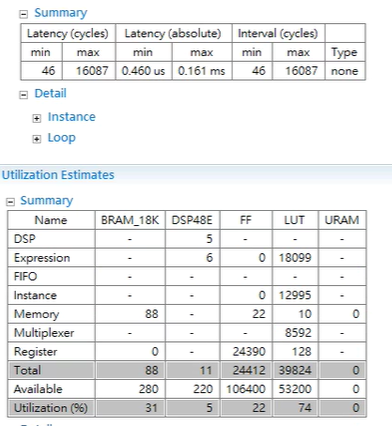 Summary
Latency (cycles) Latency (absolute) Interval (cycles)
min max min max min max Type
46 16087 0.460 us 0.161 ms 46 16087 none
Detail
Instance
Loop
Utilization Estimates
Summary
Name BRAM_18K DSP48E FF LUT URAM
DSP - 5 - - -
Expression - 6 0 18099 -
FIFO - - - - -
Instance - - 0 12995 -
Memory 88 - 22 10 0
Multiplexer - - - 8592 -
Register 0 - 24390 128 -
Total 88 11 24412 39824 0
Available 280 220 106400 53200 0
Utilization (%) 31 5 22 74 0